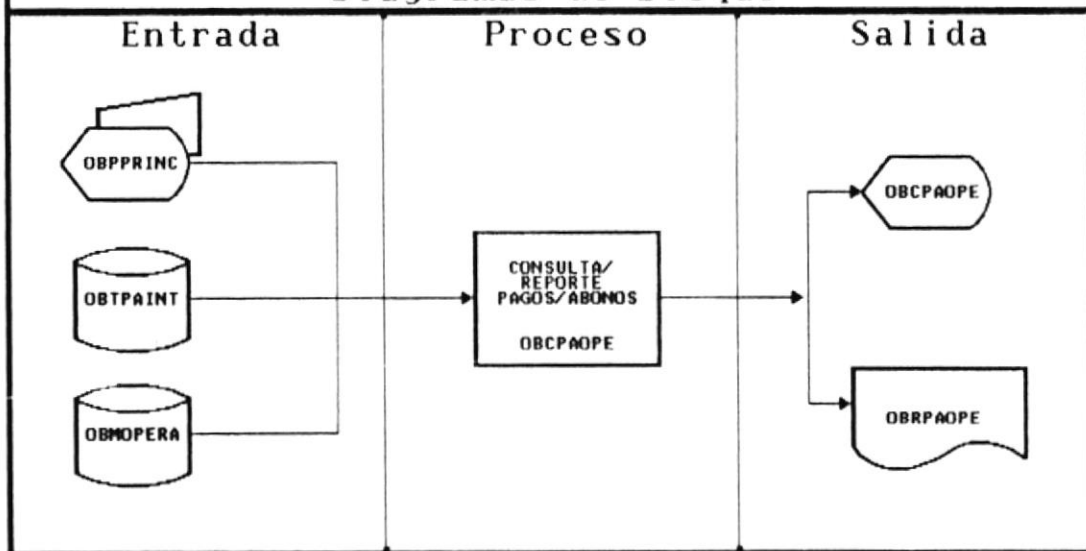 Entrada
Proceso
Salida
OBPPRINC
OBTPAINT
OBMOPERA
CONSULTA/
REPORTE
PAGOS/ABONOS
OBCPAOPE
OBCPAOPE
OBRPAOPE